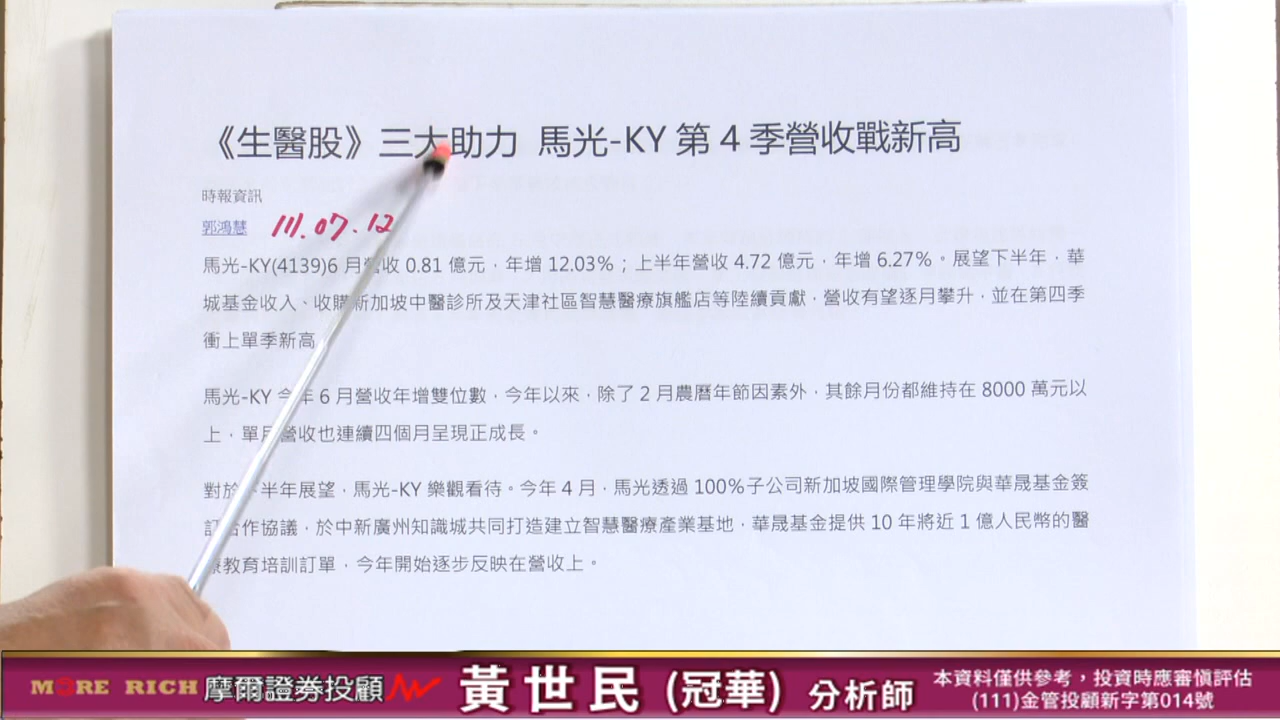 《生醫股》三大助力 馬光-KY 第 4 季營收戰新高
時報資訊
郭鴻慧 111.07.12
馬光-KY(4139)6 月營收 0.81 億元，年增 12.03%；上半年營收 4.72 億元，年增 6.27%。展望下半年，華
城基金收入、收購新加坡中醫診所及天津社區智慧醫療旗艦店等陸續貢獻，營收有望逐月攀升，並在第四季
衝上單季新高
馬光-KY 今年 6 月營收年增雙位數，今年以來，除了 2 月農曆年節因素外，其餘月份都維持在 8000 萬元以
上，單月營收也連續四個月呈現正成長。
對於下半年展望，馬光-KY 樂觀看待。今年 4 月，馬光透過 100%子公司新加坡國際管理學院與華晟基金簽
訂合作協議，於中新廣州知識城共同打造建立智慧醫療產業基地，華晟基金提供 10 年將近 1 億人民幣的醫
療教育培訓訂單，今年開始逐步反映在營收上。
MORE RICH 摩爾證券投顧 黃世民 (冠華) 分析師
本資料僅供參考，投資時應審慎評估
(111)金管投顧新字第014號